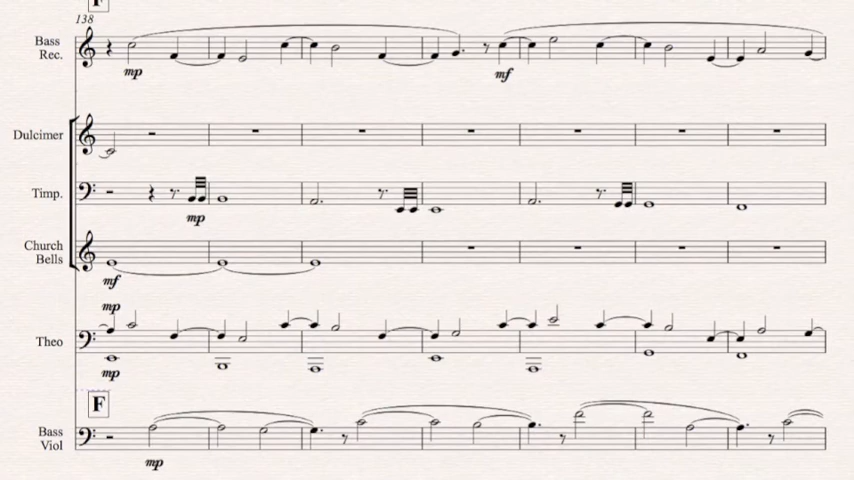 F
138
Bass
Rec.
mp
mf
Dulcimer
Timp.
mp
Church
Bells
mf
mp
Theo
mp
F
Bass
Viol
mp